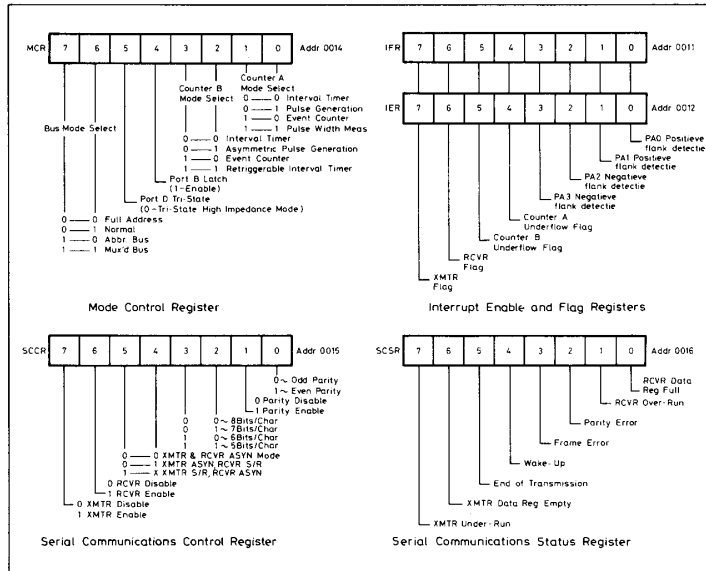 MCR 7 6 5 4 3 2 1 0 Addr 0014
Bus Mode Select
Counter B
Mode Select
Counter A
Mode Select
0 0 Interval Timer
0 1 Pulse Generation
1 0 Event Counter
1 1 Pulse Width Meas
0 0 Interval Timer
0 1 Asymmetric Pulse Generation
1 0 Event Counter
1 1 Retriggerable Interval Timer
Port B Latch
(1-Enable)
Port D Tri-State
(0-Tri-State High Impedance Mode)
0 0 Full Address
0 1 Normal
1 0 Abbr. Bus
1 1 Mux'd Bus
Mode Control Register
IFR 7 6 5 4 3 2 1 0 Addr 0011
IER 7 6 5 4 3 2 1 0 Addr 0012
PA0 Positieve
flank detectie
PA1 Positieve
flank detectie
PA2 Negatieve
flank detectie
PA3 Negatieve
flank detectie
Counter A
Underflow Flag
Counter B
Underflow Flag
RCVR
Flag
XMTR
Flag
Interrupt Enable and Flag Registers
SCCR 7 6 5 4 3 2 1 0 Addr 0015
0~ Odd Parity
1~ Even Parity
0 Parity Disable
1 Parity Enable
0 0~8Bits/Char
0 1~7Bits/Char
1 0~6Bits/Char
1 1~5Bits/Char
0 0 XMTR & RCVR ASYN Mode
0 1 XMTR ASYN, RCVR S/R
1 X XMTR S/R, RCVR ASYN
0 RCVR Disable
1 RCVR Enable
0 XMTR Disable
1 XMTR Enable
Serial Communications Control Register
SCSR 7 6 5 4 3 2 1 0 Addr 0016
RCVR Data
Reg Full
RCVR Over-Run
Parity Error
Frame Error
Wake-Up
End of Transmission
XMTR Data Reg Empty
XMTR Under-Run
Serial Communications Status Register